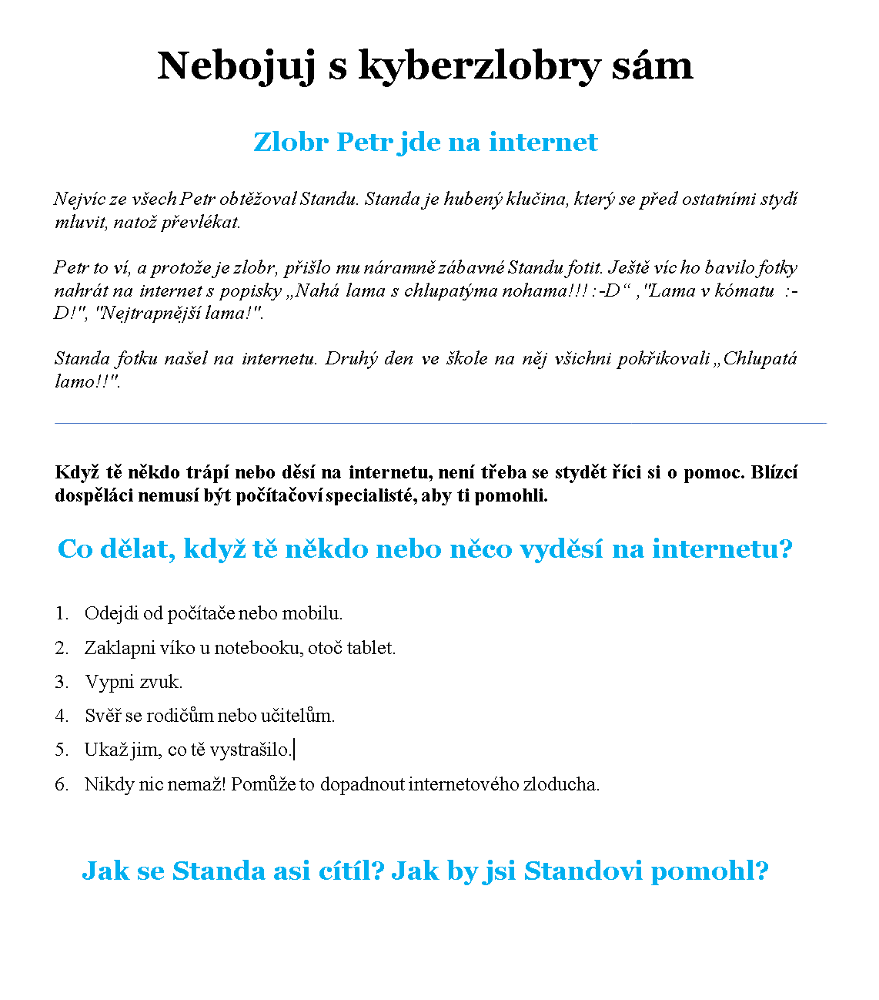 Nebojuj s kyberzlobry sám
Zlobr Petr jde na internet
Nejvíc ze všech Petr obtěžoval Standu. Standa je hubený klučina, který se před ostatními stydí
mluvit, natož převlékat.
Petr to ví, a protože je zlobr, přišlo mu náramně zábavné Standu fotit. Ještě víc ho bavilo fotky
nahrát na internet s popisky „Nahá lama s chlupatýma nohama!!! :-D“ ,"Lama v kómatu  :-
D!", "Nejtrapnější lama!".
Standa fotku našel na internetu. Druhý den ve škole na něj všichni pokřikovali „Chlupatá
lamo!!".
Když tě někdo trápí nebo děsí na internetu, není třeba se stydět říci si o pomoc. Blízcí
dospěláci nemusí být počítačoví specialisté, aby ti pomohli.
Co dělat, když tě někdo nebo něco vyděsí na internetu?
1. Odejdi od počítače nebo mobilu.
2. Zaklapni víko u notebooku, otoč tablet.
3. Vypni zvuk.
4. Svěř se rodičům nebo učitelům.
5. Ukaž jim, co tě vystrašilo.
6. Nikdy nic nemaž! Pomůže to dopadnout internetového zloducha.
Jak se Standa asi cítíl? Jak by jsi Standovi pomohl?